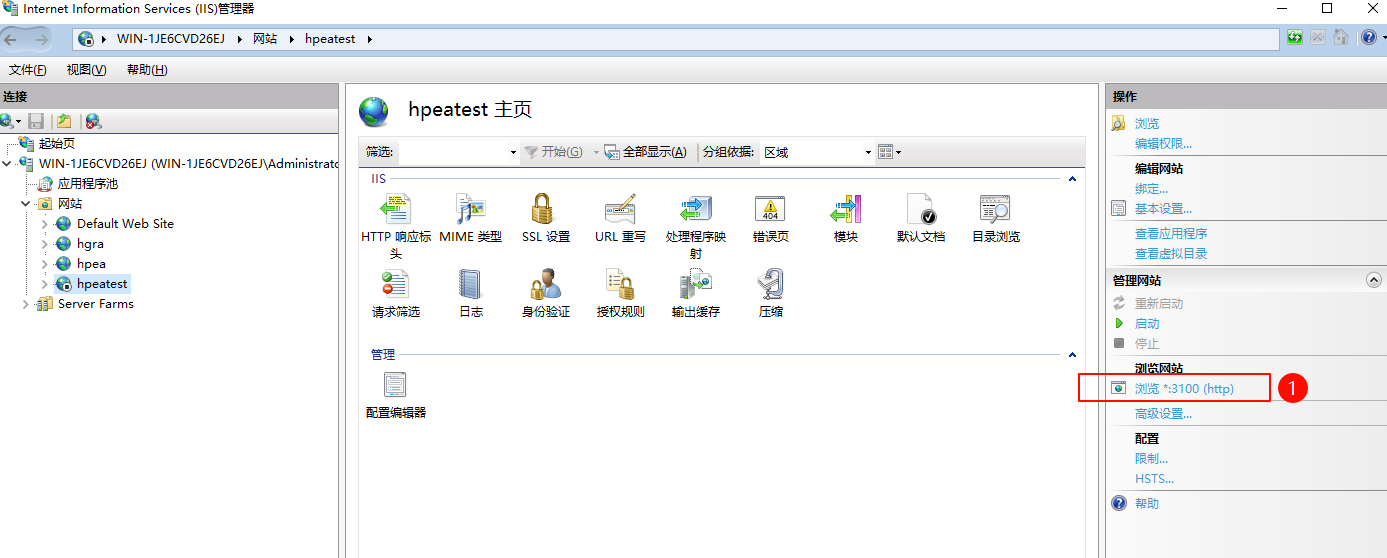 Internet Information Services (IIS)管理器
WIN-1JE6CVD26EJ 网站 hpeatest
文件(F) 视图(V) 帮助(H)
连接
起始页
WIN-1JE6CVD26EJ (WIN-1JE6CVD26EJ\Administrato
应用程序池
网站
Default Web Site
hgra
hpea
hpeatest
Server Farms
hpeatest 主页
筛选: 开始(G) 全部显示(A) 分组依据: 区域
IIS
HTTP 响应标头 MIME 类型 SSL 设置 URL 重写 处理程序映射 错误页 模块 默认文档 目录浏览
404
请求筛选 日志 身份验证 授权规则 输出缓存 压缩
管理
配置编辑器
操作
浏览
编辑权限...
编辑网站
绑定...
基本设置...
查看应用程序
查看虚拟目录
管理网站
重新启动
启动
停止
浏览网站
浏览 *:3100 (http)
1
高级设置...
配置
限制...
HSTS...
帮助